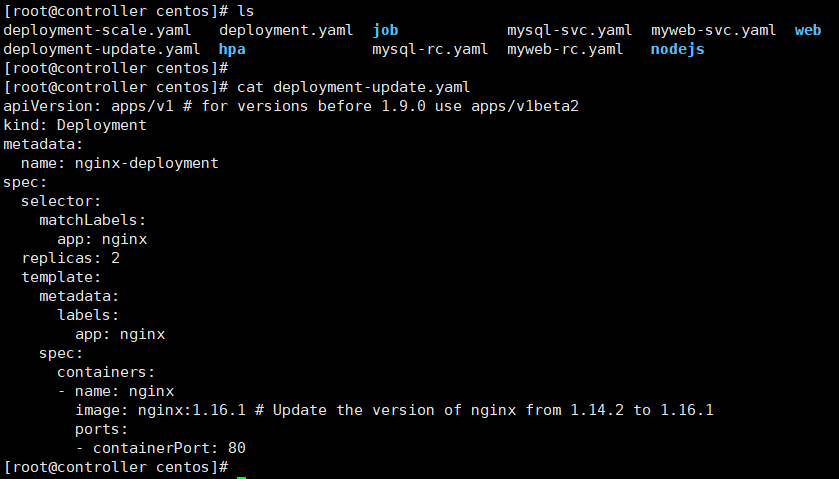 [root@controller centos]# ls
deployment-scale.yaml   deployment.yaml  job            mysql-svc.yaml  myweb-svc.yaml  web
deployment-update.yaml  hpa              mysql-rc.yaml  myweb-rc.yaml   nodejs
[root@controller centos]#
[root@controller centos]# cat deployment-update.yaml
apiVersion: apps/v1 # for versions before 1.9.0 use apps/v1beta2
kind: Deployment
metadata:
  name: nginx-deployment
spec:
  selector:
    matchLabels:
      app: nginx
  replicas: 2
  template:
    metadata:
      labels:
        app: nginx
    spec:
      containers:
      - name: nginx
        image: nginx:1.16.1 # Update the version of nginx from 1.14.2 to 1.16.1
        ports:
        - containerPort: 80
[root@controller centos]#